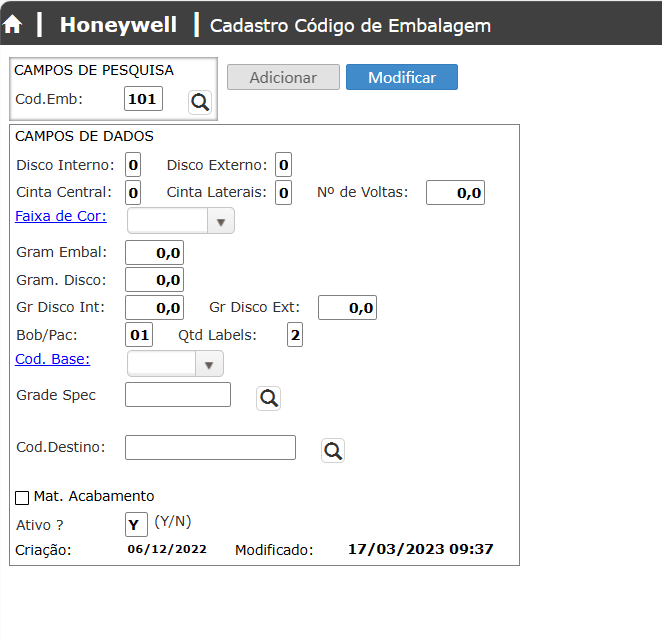 Honeywell | Cadastro Código de Embalagem
CAMPOS DE PESQUISA
Adicionar Modificar
Cod.Emb: 101
CAMPOS DE DADOS
Disco Interno: 0 Disco Externo: 0
Cinta Central: 0 Cinta Laterais: 0 Nº de Voltas: 0,0
Faixa de Cor:
Gram Embal: 0,0
Gram. Disco: 0,0
Gr Disco Int: 0,0 Gr Disco Ext: 0,0
Bob/Pac: 01 Qtd Labels: 2
Cod. Base:
Grade Spec
Cod.Destino:
Mat. Acabamento
Ativo ? Y (Y/N)
Criação: 06/12/2022 Modificado: 17/03/2023 09:37